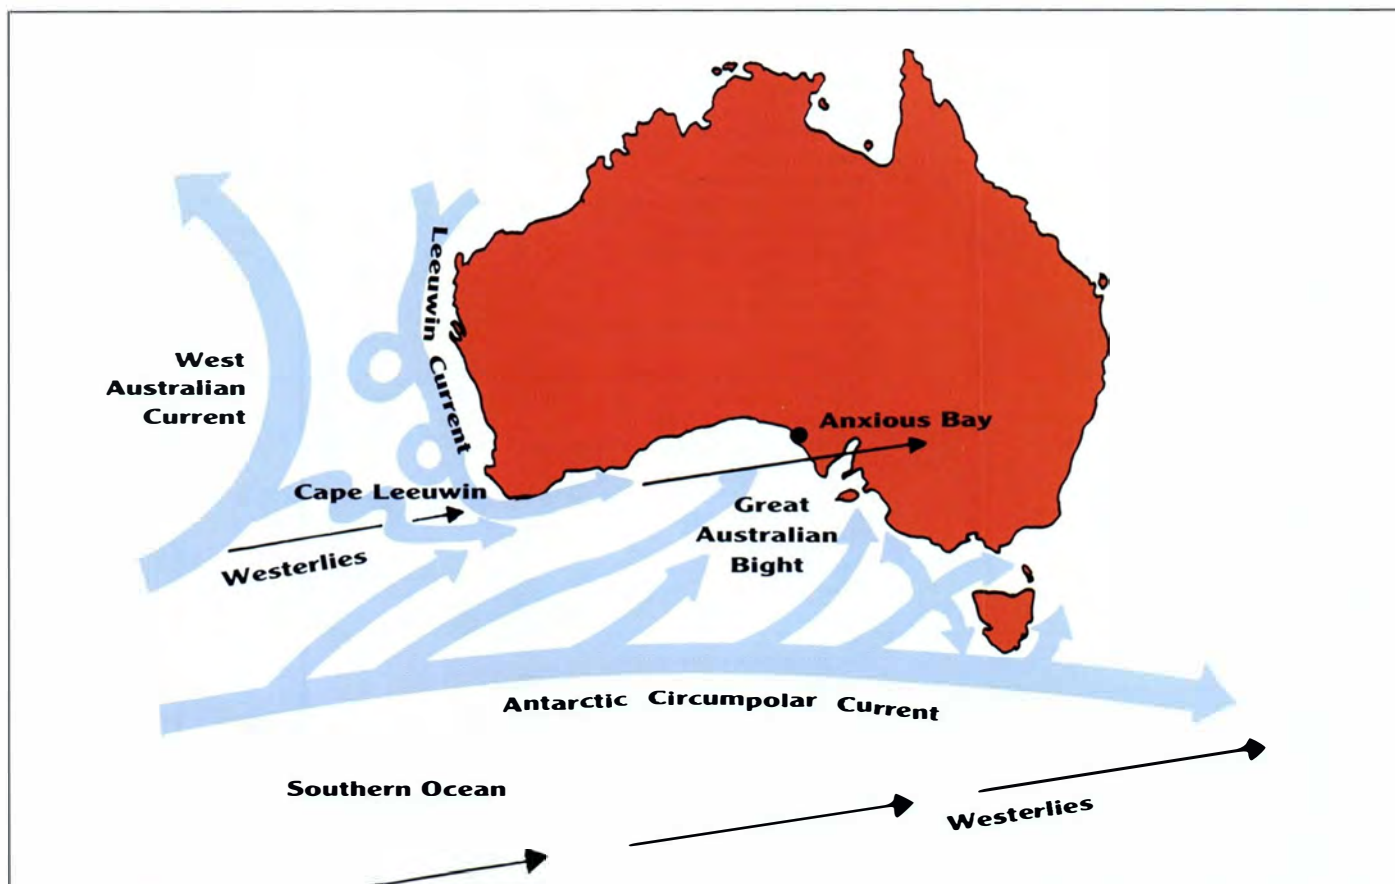 Leeuwin Current
West
Australian
Current
Anxious Bay
Cape Leeuwin
Great
Australian
Bight
Westerlies
Antarctic Circumpolar Current
Southern Ocean
Westerlies